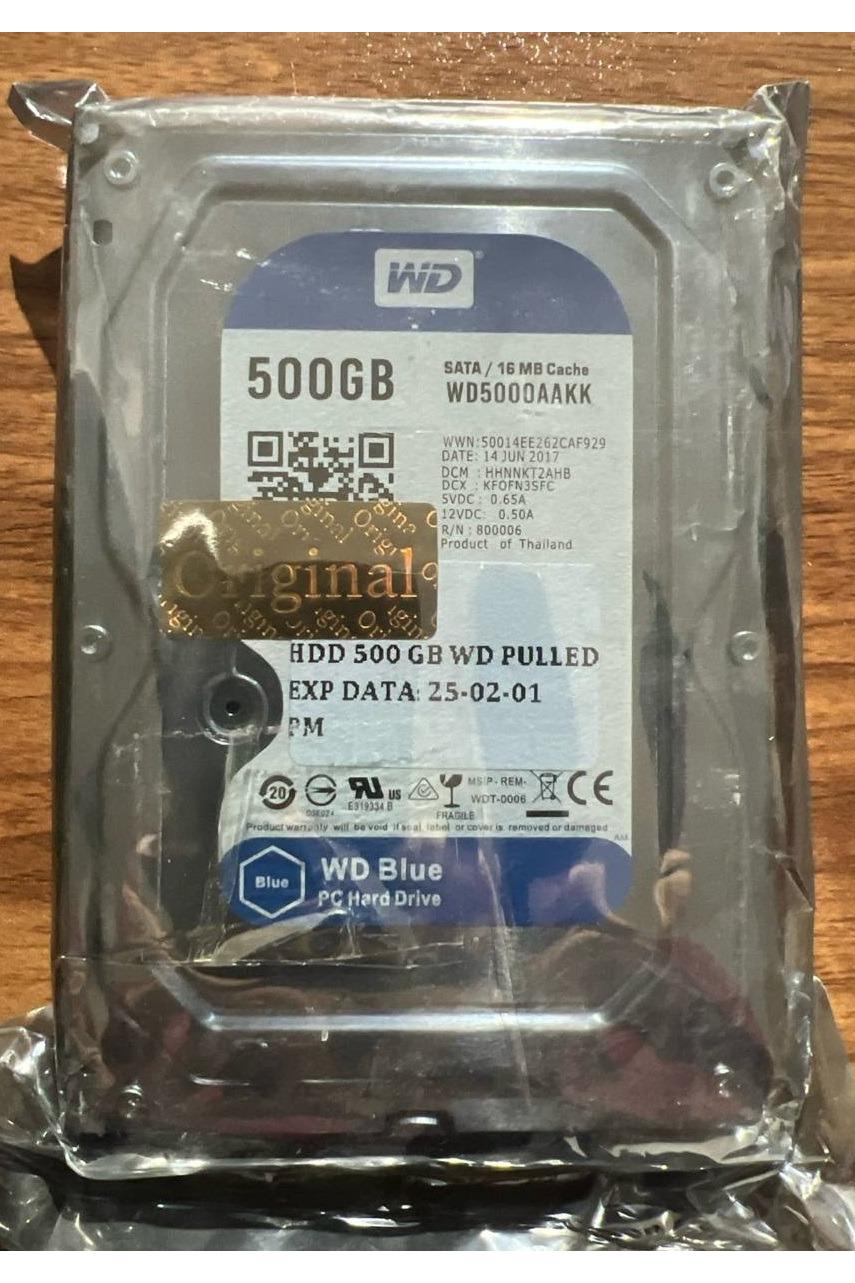 WD®
500GB
SATA / 16 MB Cache
WD5000AAKK
WWN:50014EE262CAF929
DATE: 14 JUN 2017
DCM : HHNNKT2AHB
DCX : KFOFN3SFC
5VDC : 0.65A
12VDC: 0.50A
R/N : 800006
Product of Thailand
Original
HDD 500 GB WD PULLED
EXP DATA: 25-02-01
PM
20
US
E319334 B
FRAGILE
MSIP - REM-
WDT-0006
CE
Product warranty will be void if seal label or cover is removed or damaged
Blue
WD Blue
PC Hard Drive